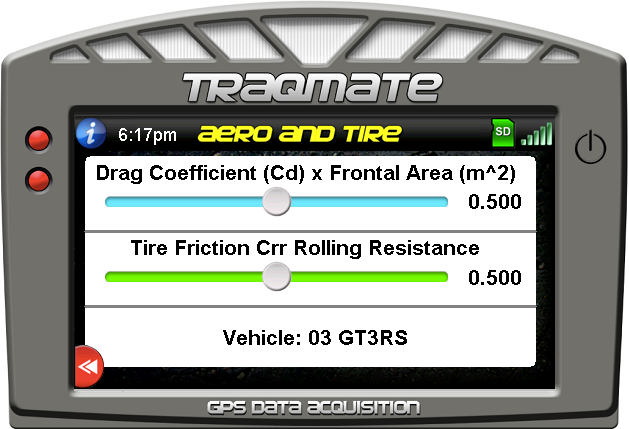 TRAQMATE
6:17pm AERO AND TIRE SD
Drag Coefficient (Cd) x Frontal Area (m^2)
0.500
Tire Friction Crr Rolling Resistance
0.500
Vehicle: 03 GT3RS
GPS DATA ACQUISITION